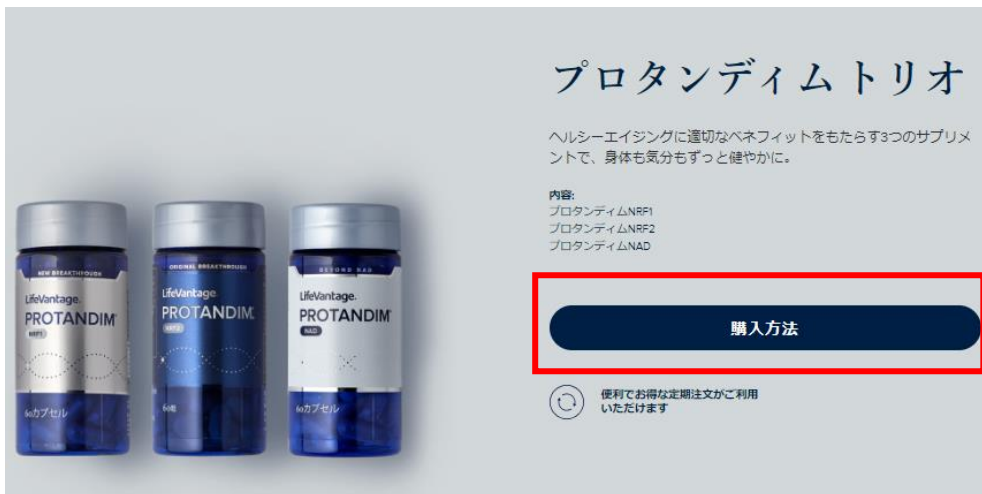 プロタンディムトリオ
ヘルシーエイジングに適切なベネフィットをもたらす3つのサプリメ
ントで、身体も気分もずっと健やかに。
内容:
プロタンディムNRF1
プロタンディムNRF2
プロタンディムNAD
購入方法
便利でお得な定期注文がご利用
いただけます
NEW BREAKTHROUGH
LifeVantage.
PROTANDIM
NRF1
60カプセル
ORIGINAL BREAKTHROUGH
LifeVantage.
PROTANDIM
NRF2
60粒
BEYOND NAD
LifeVantage.
PROTANDIM
NAD
60カプセル